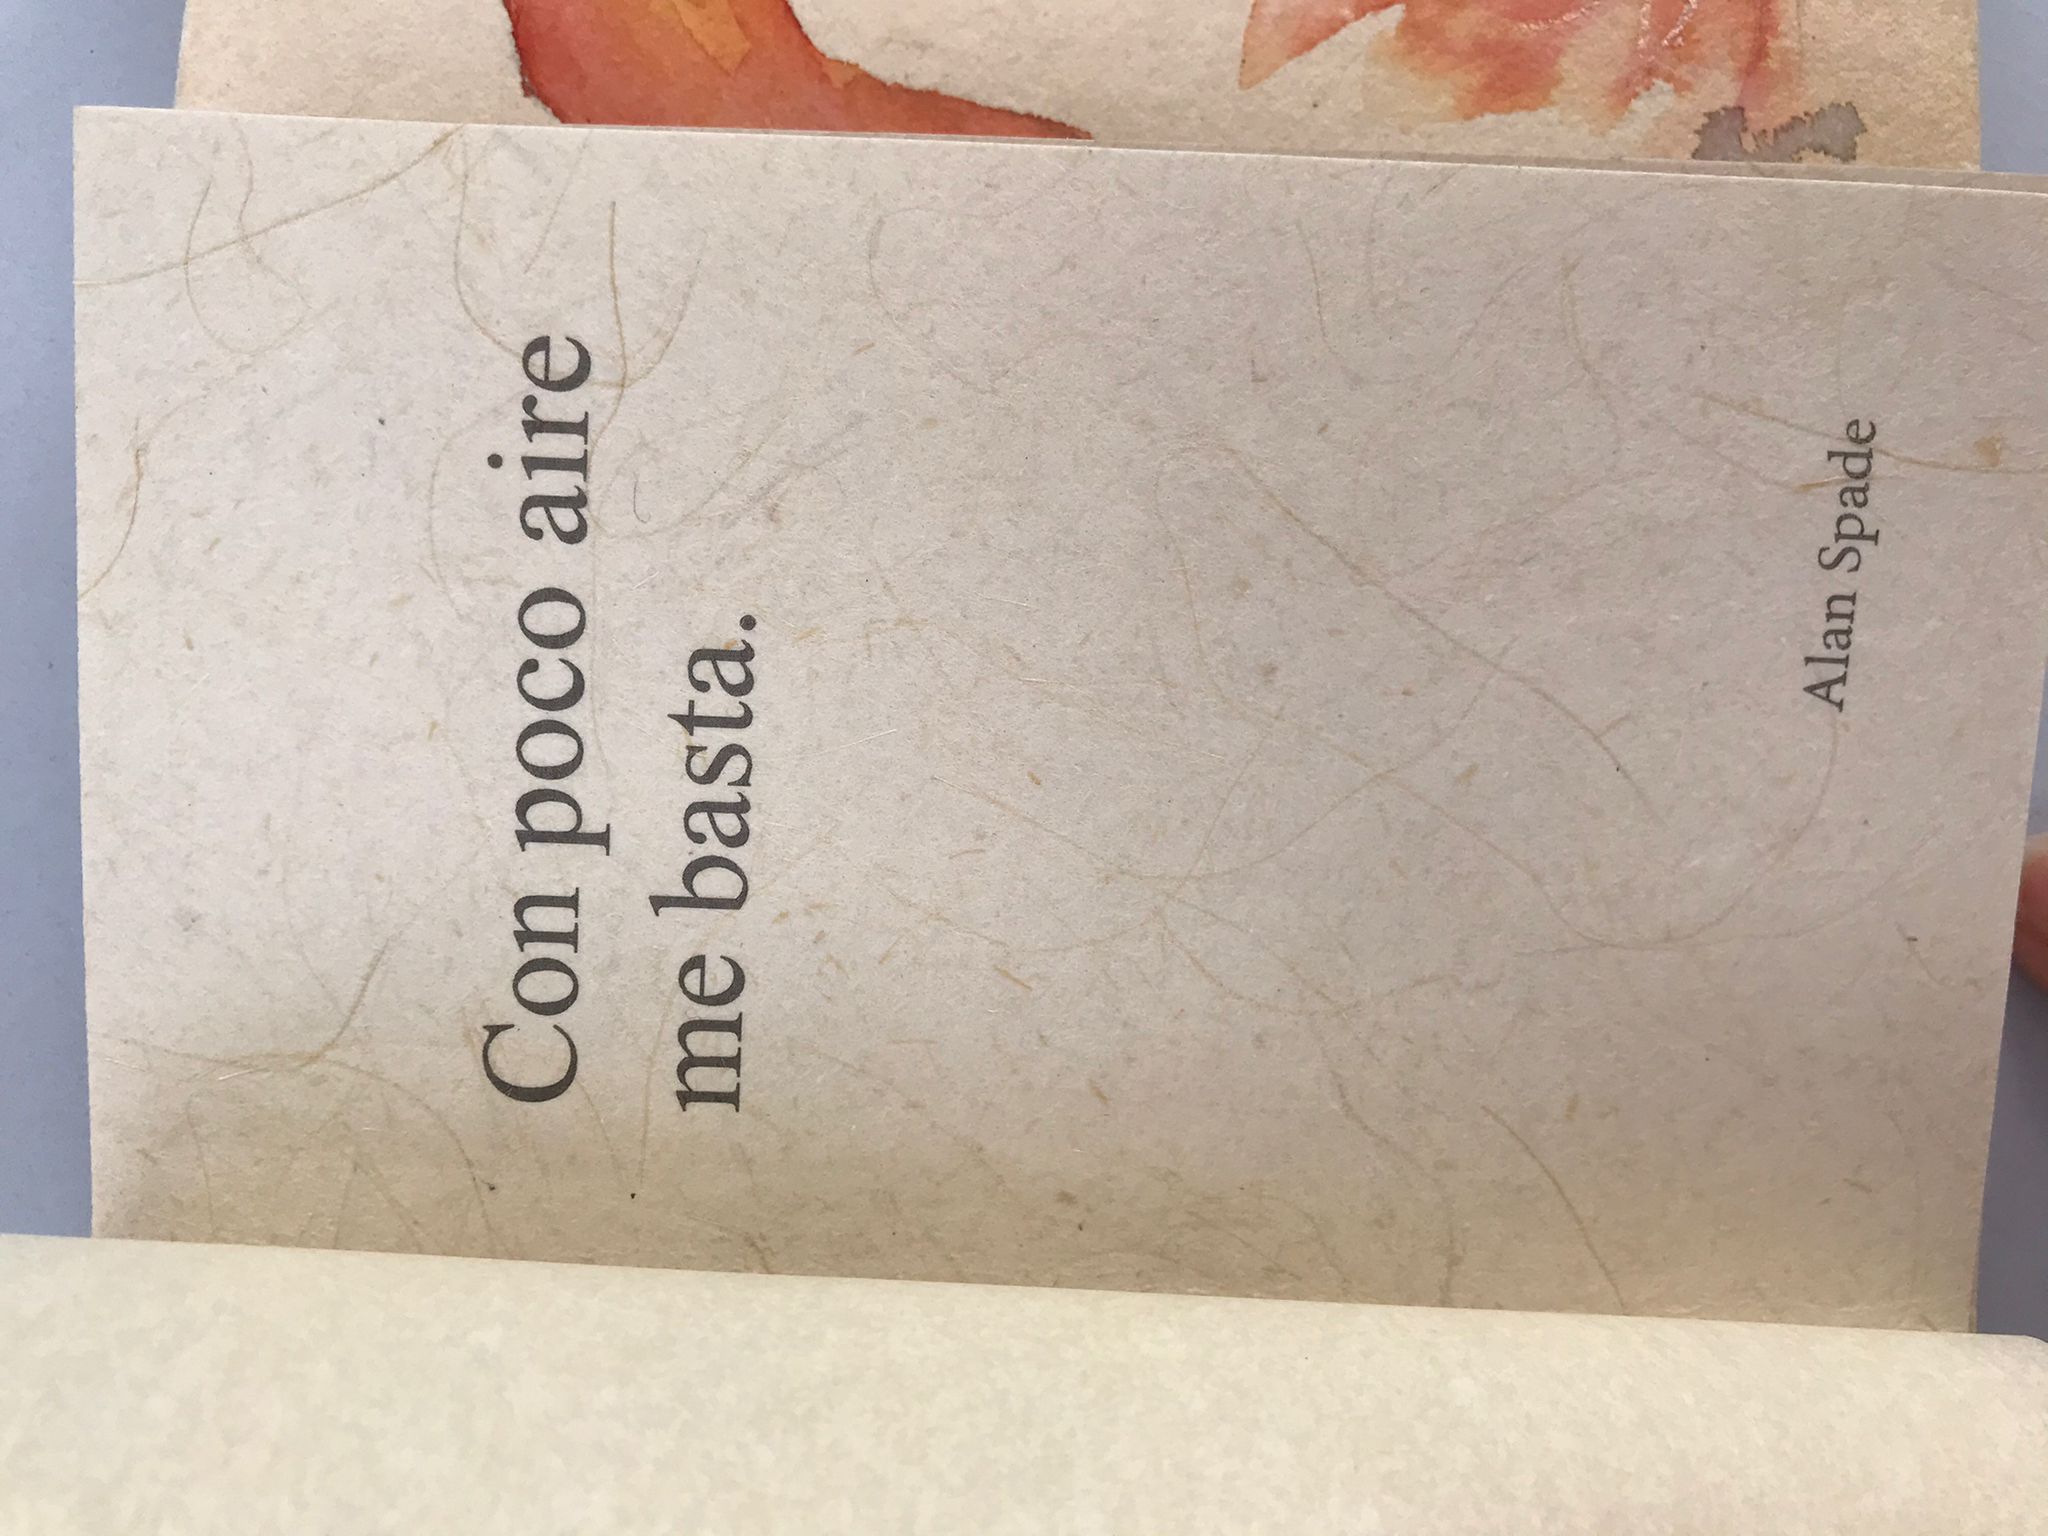 Con poco aire
me basta.
Alan Spade